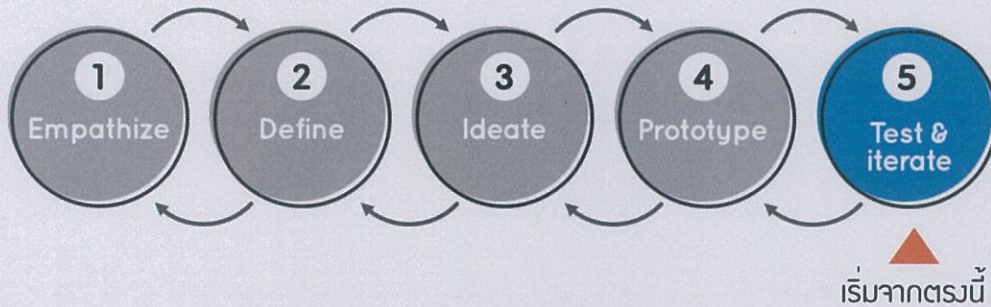 1
Empathize
2
Define
3
Ideate
4
Prototype
5
Test &
iterate
เริ่มจากตรงนี้